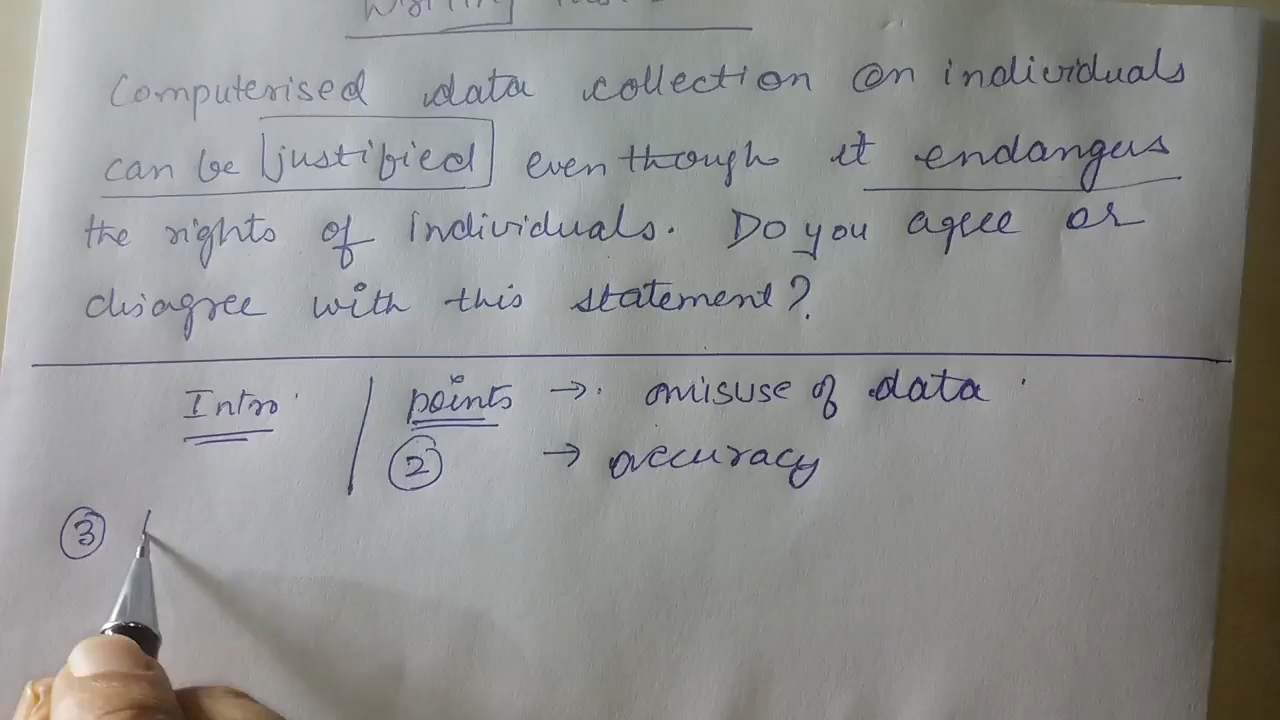 Computerised data collection on individuals
can be justified even though it endangers
the rights of individuals. Do you agree or
disagree with this statement?
Intro points → misuse of data
② → accuracy
③